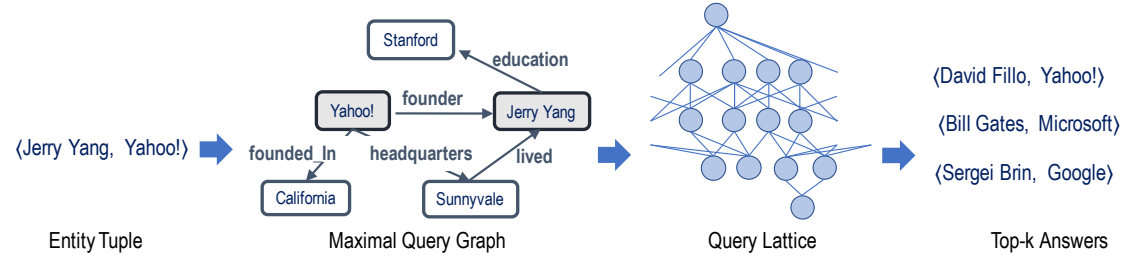 Stanford
education
Yahoo!
founder
Jerry Yang
⟨David Fillo, Yahoo!⟩
⟨Bill Gates, Microsoft⟩
⟨Jerry Yang, Yahoo!⟩
founded_In
headquarters
lived
⟨Sergei Brin, Google⟩
California
Sunnyvale
Entity Tuple
Maximal Query Graph
Query Lattice
Top-k Answers